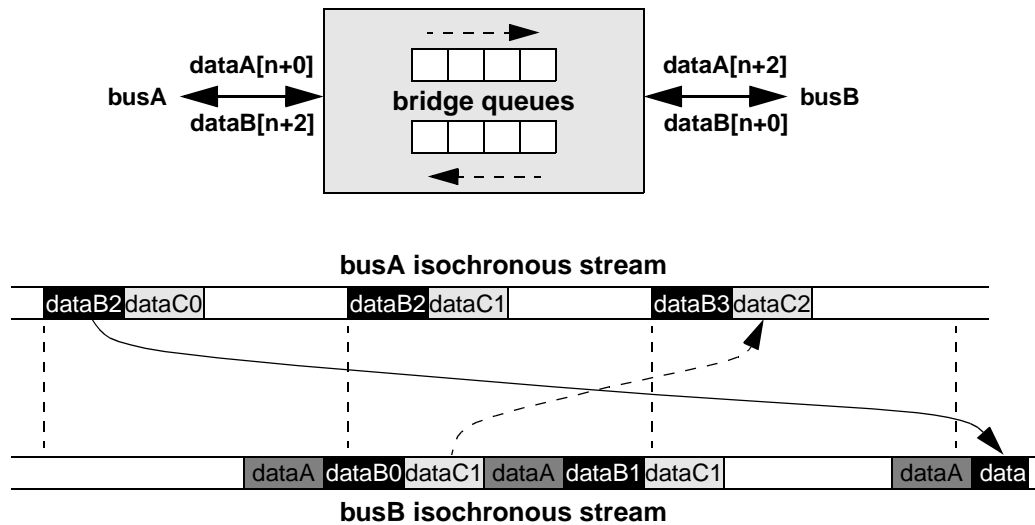 dataA[n+0] dataA[n+2]
busA bridge queues busB
dataB[n+2] dataB[n+0]
busA isochronous stream
dataB2 dataC0 dataB2 dataC1 dataB3 dataC2
dataA dataB0 dataC1 dataA dataB1 dataC1 dataA data
busB isochronous stream